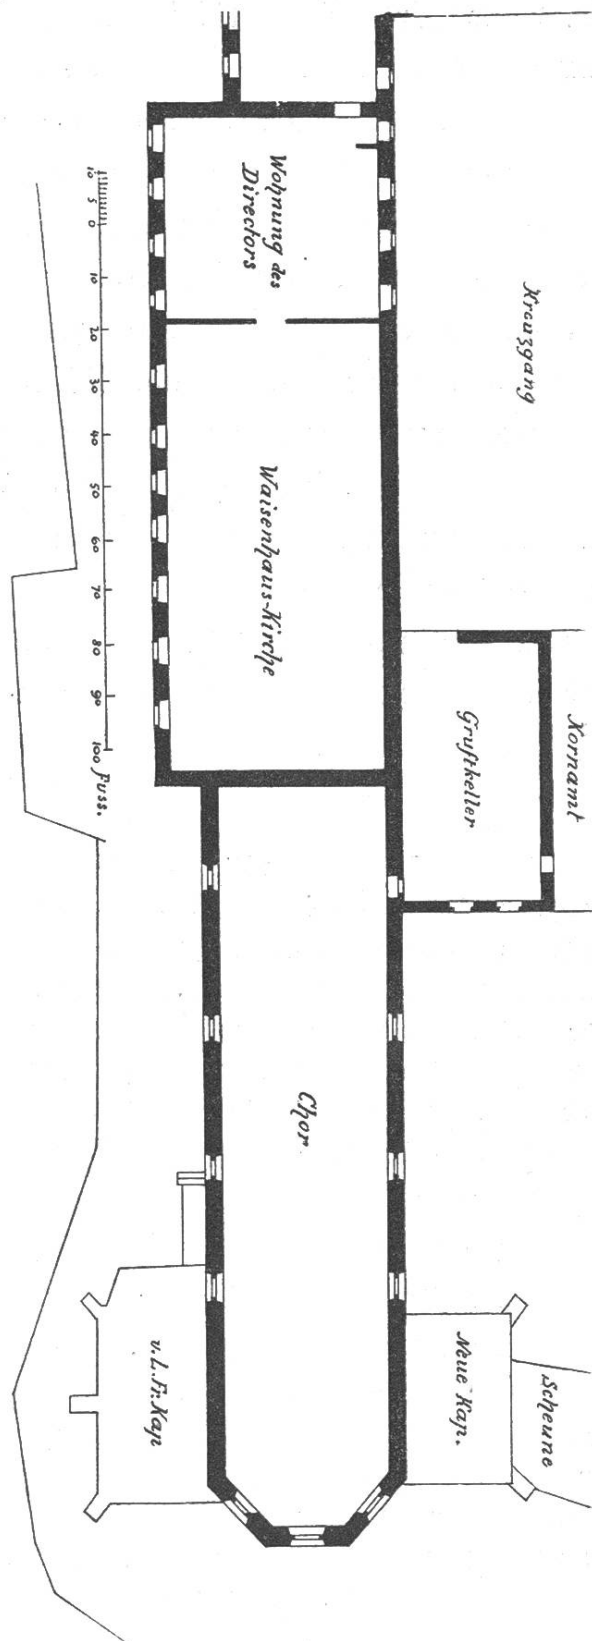 Kreuzgang
Wohnung des
Directors
Waisenhaus-Kirche
Kornamt
Gruftkeller
Chor
Scheune
Neue Kap.
v. L. Fr. Kap
10 5 0 10 20 30 40 50 60 70 80 90 100 Fuss.